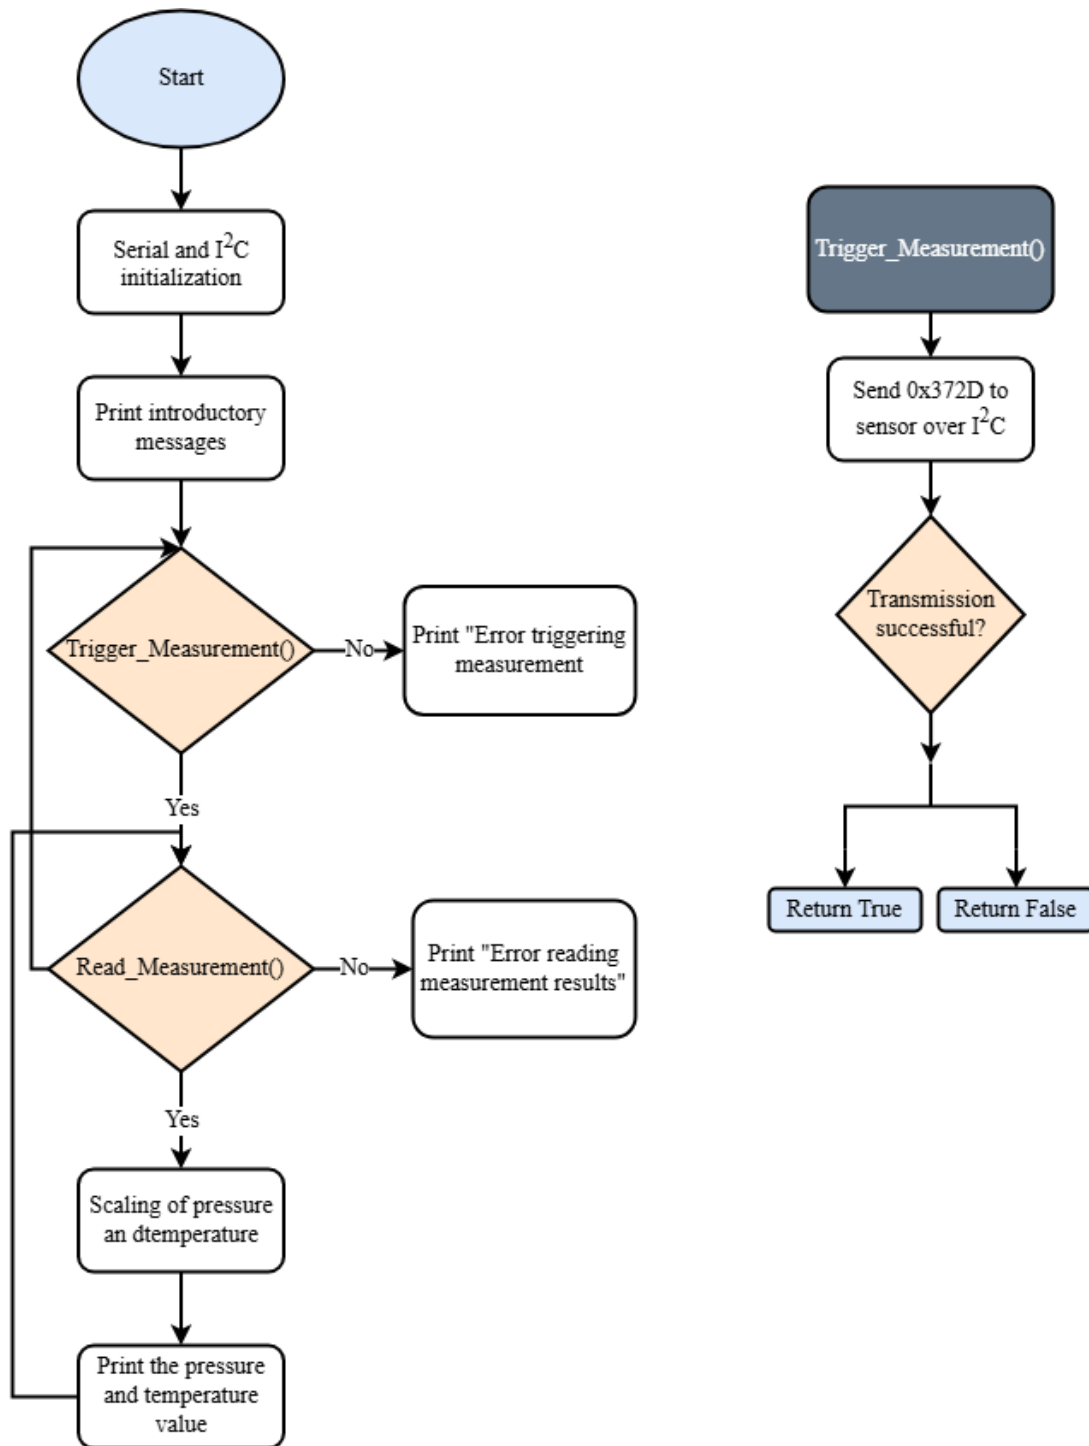 Start
Serial and I²C
initialization
Print introductory
messages
Trigger_Measurement()
No
Print "Error triggering
measurement
Yes
Read_Measurement()
No
Print "Error reading
measurement results"
Yes
Scaling of pressure
an dtemperature
Print the pressure
and temperature
value
Trigger_Measurement()
Send 0x372D to
sensor over I²C
Transmission
successful?
Return True
Return False